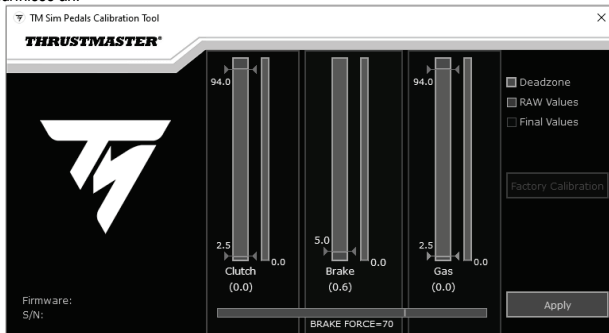 TM Sim Pedals Calibration Tool
THRUSTMASTER®
94.0
94.0
Deadzone
RAW Values
Final Values
Factory Calibration
2.5
5.0
2.5
0.0
0.0
0.0
Clutch
Brake
Gas
(0.0)
(0.6)
(0.0)
Firmware:
S/N:
Apply
BRAKE FORCE=70